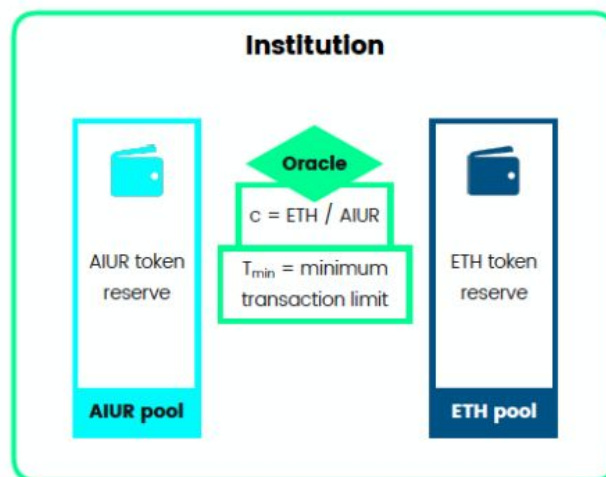 Institution
Oracle
c = ETH / AIUR
AIUR token
reserve
Tmin = minimum
transaction limit
ETH token
reserve
AIUR pool
ETH pool